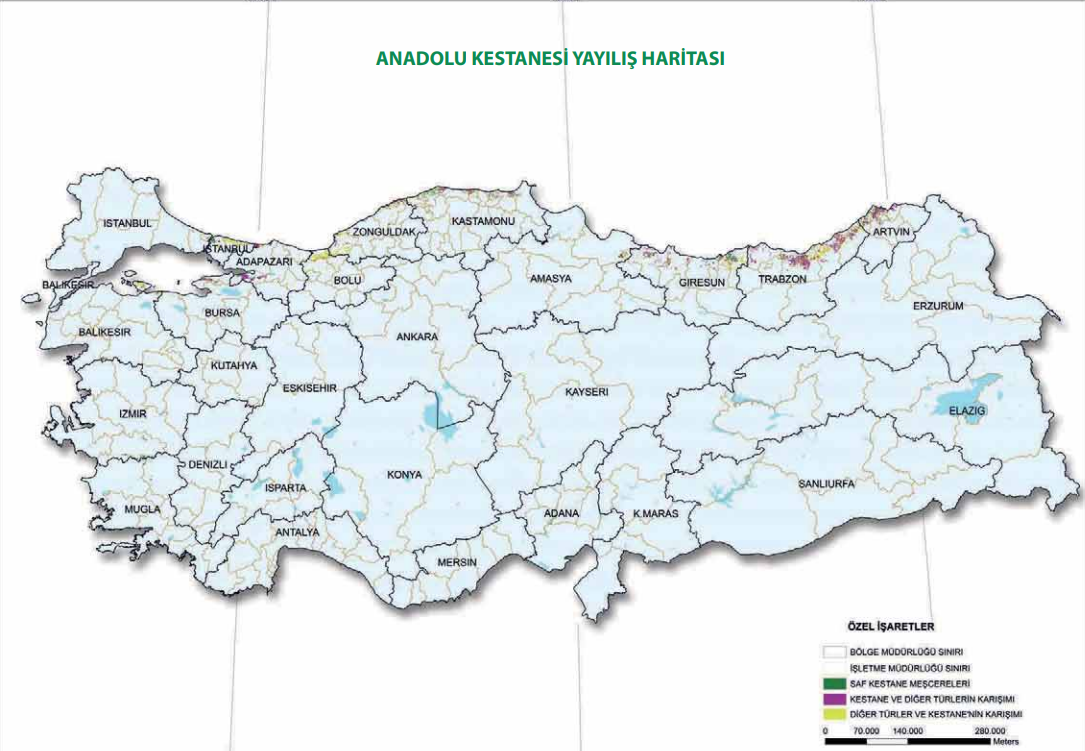 ANADOLU KESTANESİ YAYILIŞ HARİTASI
ISTANBUL
ZONGULDAK
KASTAMONU
ISTANBUL
ADAPAZARI
ARTVIN
BALIKESIR
BOLU
AMASYA
GIRESUN
TRABZON
BURSA
ERZURUM
BALIKESIR
ANKARA
KUTAHYA
ESKISEHIR
KAYSERI
IZMIR
ELAZIG
DENIZLI
KONYA
ISPARTA
SANLIURFA
MUGLA
ADANA
K.MARAS
ANTALYA
MERSIN
ÖZEL İŞARETLER
BÖLGE MÜDÜRLÜĞÜ SINIRI
İŞLETME MÜDÜRLÜĞÜ SINIRI
SAF KESTANE MEŞCERELERİ
KESTANE VE DİĞER TÜRLERİN KARIŞIMI
DİĞER TÜRLER VE KESTANE'NİN KARIŞIMI
0 70.000 140.000 280.000
Meters